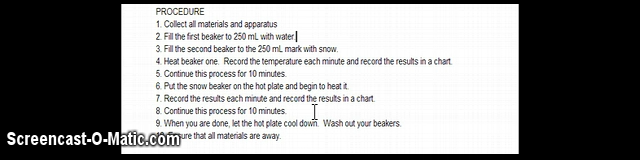 PROCEDURE
1. Collect all materials and apparatus
2. Fill the first beaker to 250 mL with water.
3. Fill the second beaker to the 250 mL mark with snow.
4. Heat beaker one.  Record the temperature each minute and record the results in a chart.
5. Continue this process for 10 minutes.
6. Put the snow beaker on the hot plate and begin to heat it.
7. Record the results each minute and record the results in a chart.
8. Continue this process for 10 minutes.
9. When you are done, let the hot plate cool down.  Wash out your beakers.
that all materials are away.
Screencast-O-Matic.com